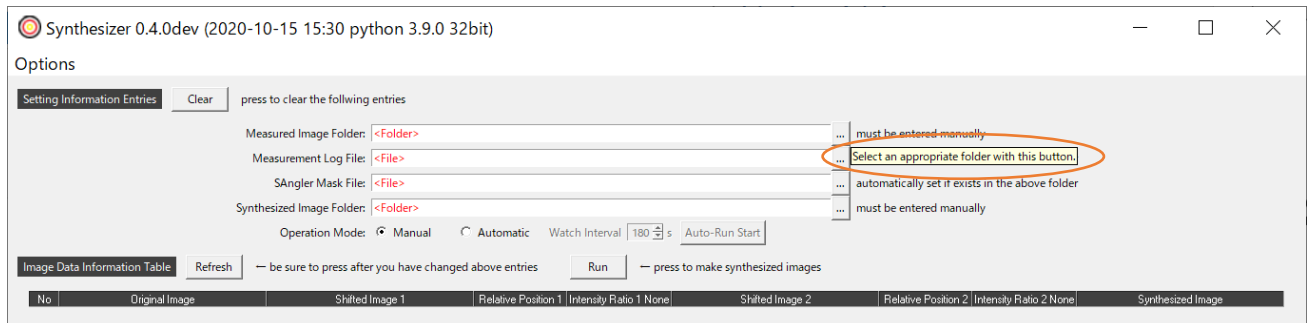 Synthesizer 0.4.0dev (2020-10-15 15:30 python 3.9.0 32bit)
Options
Setting Information Entries Clear press to clear the follwing entries
Measured Image Folder: <Folder> ... must be entered manually
Measurement Log File: <File> ... Select an appropriate folder with this button.
SAngler Mask File: <File> ... automatically set if exists in the above folder
Synthesized Image Folder: <Folder> ... must be entered manually
Operation Mode: Manual Automatic Watch Interval 180 s Auto-Run Start
Image Data Information Table Refresh ← be sure to press after you have changed above entries Run ← press to make synthesized images
No Original Image Shifted Image 1 Relative Position 1 Intensity Ratio 1 None Shifted Image 2 Relative Position 2 Intensity Ratio 2 None Synthesized Image